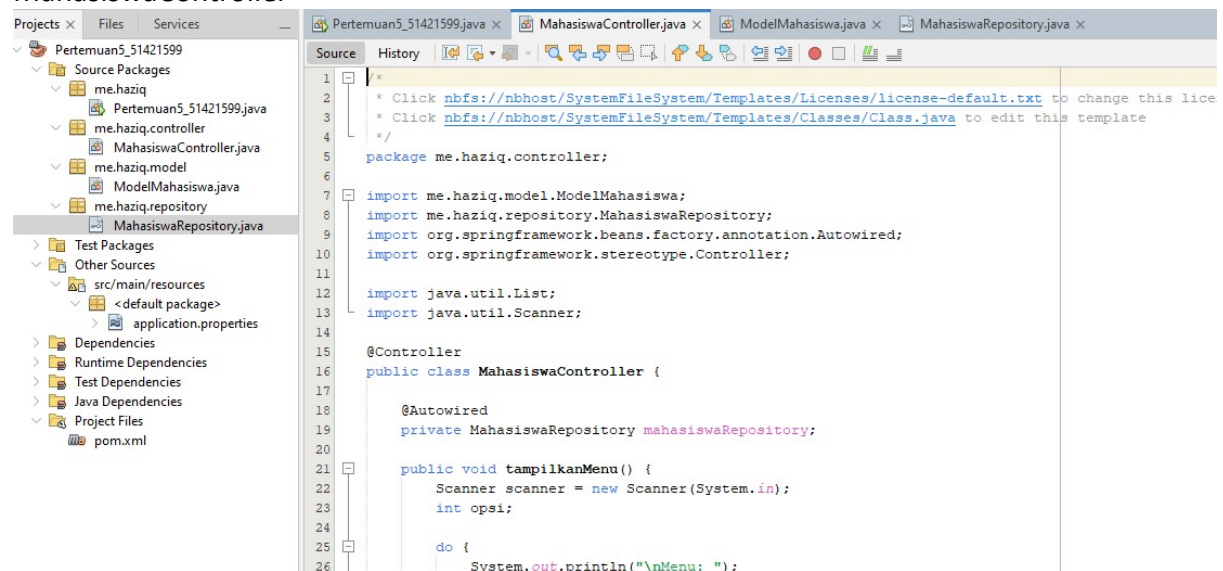 MahasiswaController
Projects × Files Services
Pertemuan5_51421599
Source Packages
me.haziq
Pertemuan5_51421599.java
me.haziq.controller
MahasiswaController.java
me.haziq.model
ModelMahasiswa.java
me.haziq.repository
MahasiswaRepository.java
Test Packages
Other Sources
src/main/resources
<default package>
application.properties
Dependencies
Runtime Dependencies
Test Dependencies
Java Dependencies
Project Files
pom.xml
Pertemuan5_51421599.java × MahasiswaController.java × ModelMahasiswa.java × MahasiswaRepository.java ×
Source History
1 /*
2 * Click nbfs://nbhost/SystemFileSystem/Templates/Licenses/license-default.txt to change this lice
3 * Click nbfs://nbhost/SystemFileSystem/Templates/Classes/Class.java to edit this template
4 */
5 package me.haziq.controller;
6
7 import me.haziq.model.ModelMahasiswa;
8 import me.haziq.repository.MahasiswaRepository;
9 import org.springframework.beans.factory.annotation.Autowired;
10 import org.springframework.stereotype.Controller;
11
12 import java.util.List;
13 import java.util.Scanner;
14
15 @Controller
16 public class MahasiswaController {
17
18 @Autowired
19 private MahasiswaRepository mahasiswaRepository;
20
21 public void tampilkanMenu() {
22 Scanner scanner = new Scanner(System.in);
23 int opsi;
24
25 do {
26 System.out.println("\nMenu: ");